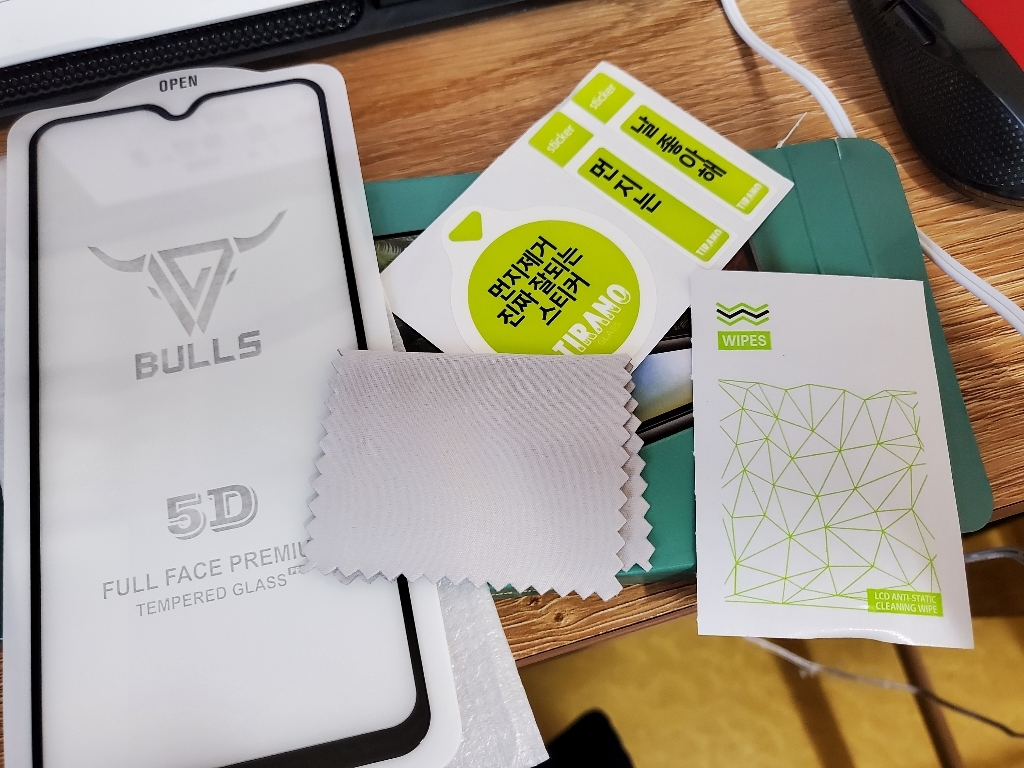 OPEN
BULLS
5D
FULL FACE PREMIU
TEMPERED GLASS
sticker
날 좋아해
TIRANO
sticker
먼지는
TIRANO
먼지제거
진짜 잘되는
스티커
TIRANO
WIPES
LCD ANTI-STATIC
CLEANING WIPE